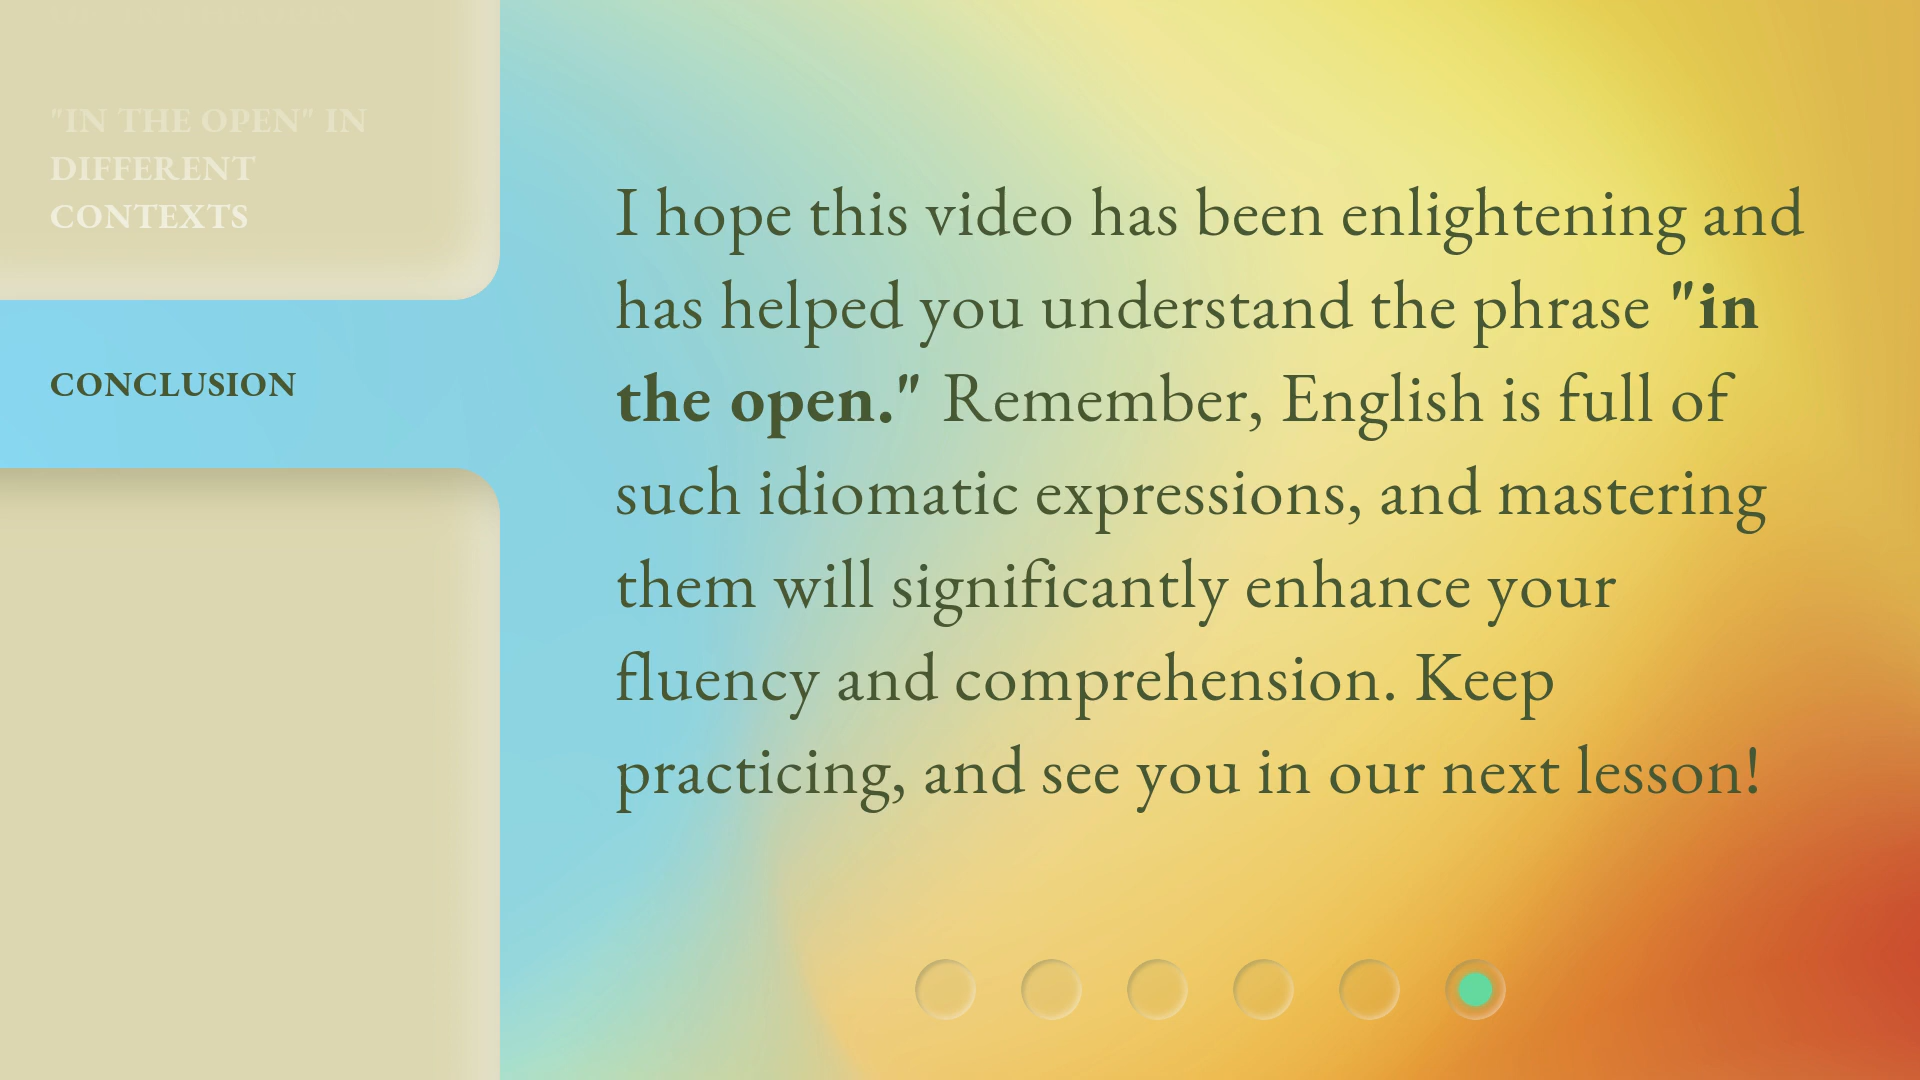 "IN THE OPEN" IN
DIFFERENT
CONTEXTS
CONCLUSION
I hope this video has been enlightening and
has helped you understand the phrase "in
the open." Remember, English is full of
such idiomatic expressions, and mastering
them will significantly enhance your
fluency and comprehension. Keep
practicing, and see you in our next lesson!